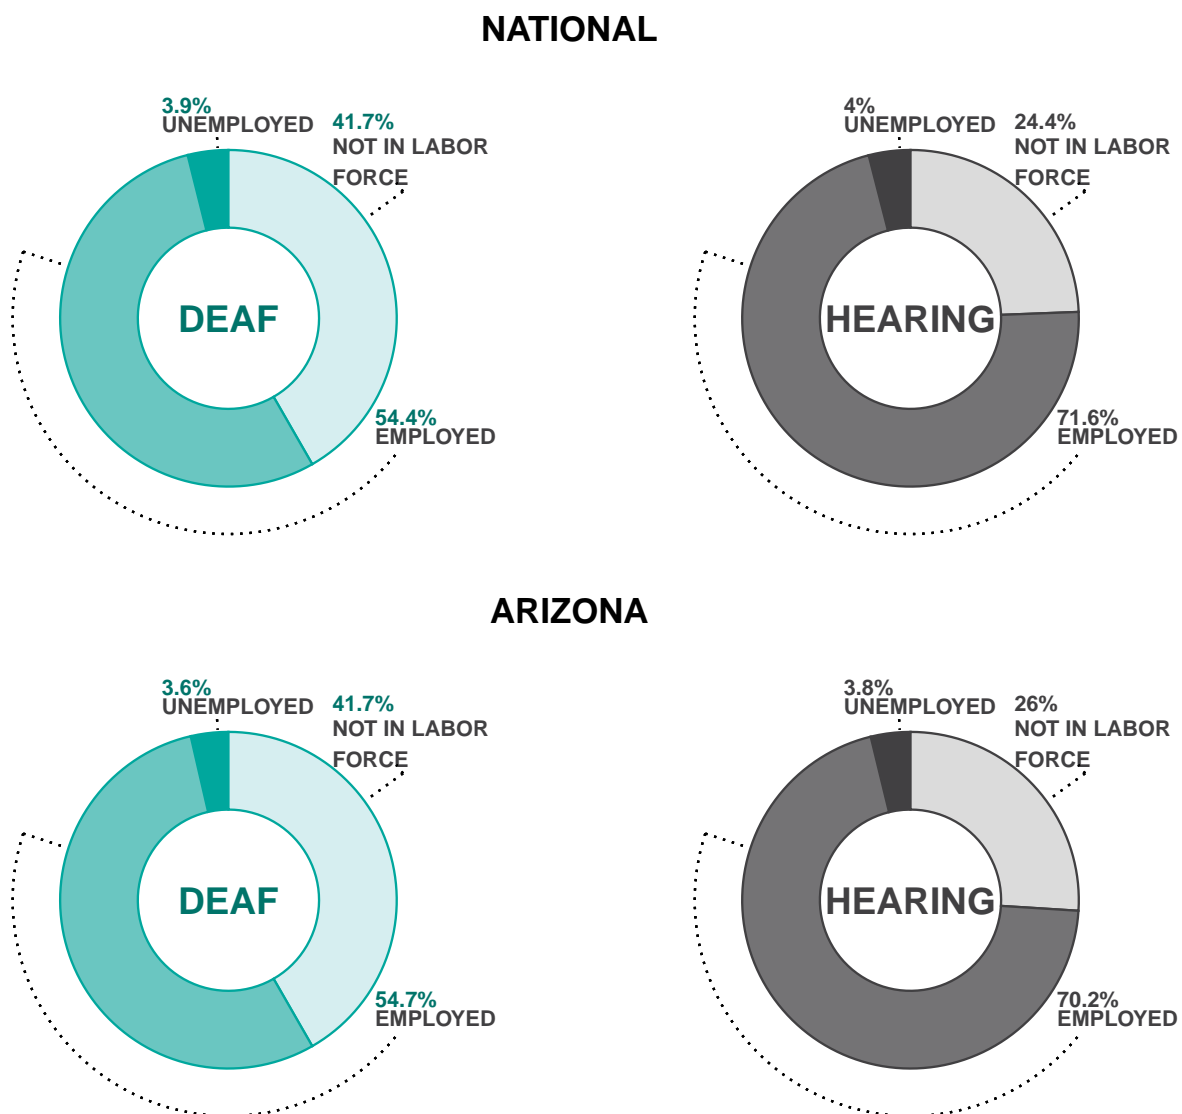 NATIONAL
3.9%
UNEMPLOYED
41.7%
NOT IN LABOR
FORCE
DEAF
54.4%
EMPLOYED
4%
UNEMPLOYED
24.4%
NOT IN LABOR
FORCE
HEARING
71.6%
EMPLOYED
ARIZONA
3.6%
UNEMPLOYED
41.7%
NOT IN LABOR
FORCE
DEAF
54.7%
EMPLOYED
3.8%
UNEMPLOYED
26%
NOT IN LABOR
FORCE
HEARING
70.2%
EMPLOYED